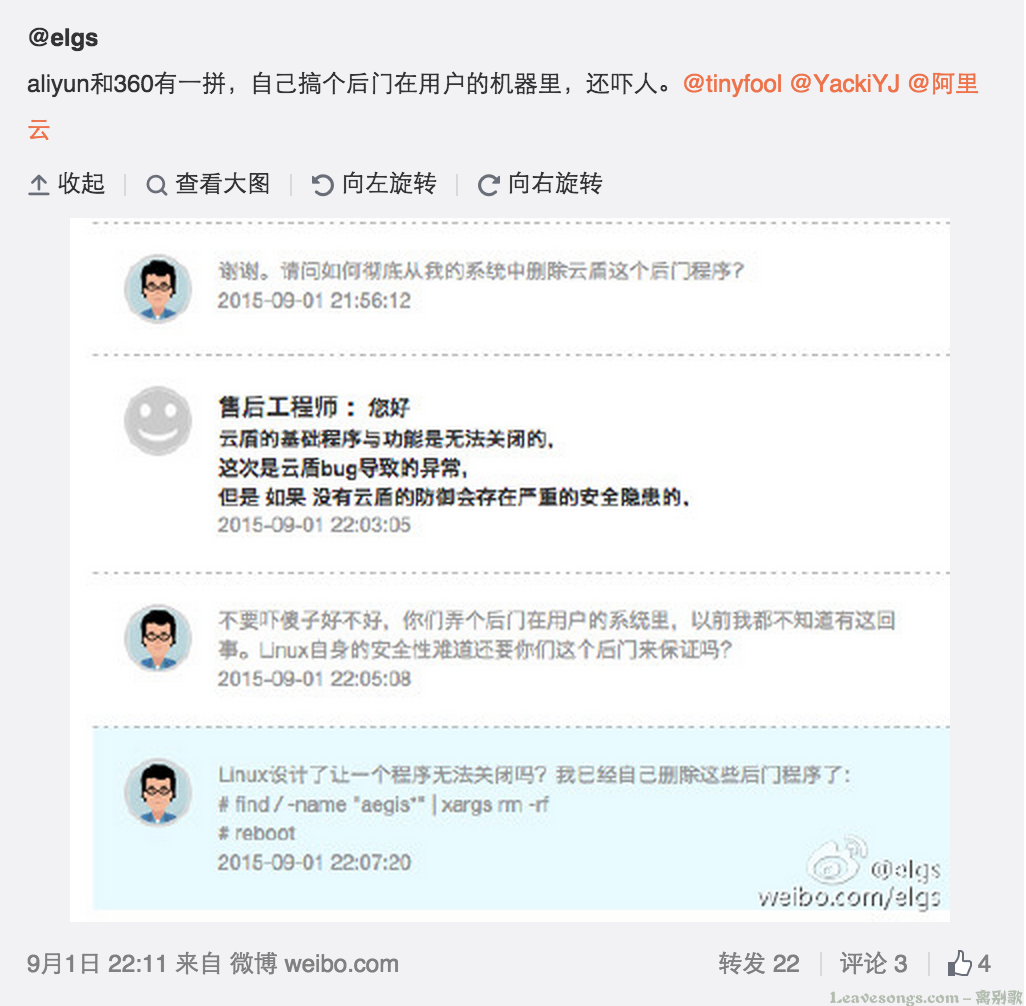 @elgs
aliyun和360有一拼，自己搞个后门在用户的机器里，还吓人。@tinyfool @YackiYJ @阿里
云
收起 查看大图 向左旋转 向右旋转
谢谢。请问如何彻底从我的系统中删除云盾这个后门程序？
2015-09-01 21:56:12
售后工程师 ： 您好
云盾的基础程序与功能是无法关闭的，
这次是云盾bug导致的异常，
但是 如果 没有云盾的防御会存在严重的安全隐患的，
2015-09-01 22:03:05
不要吓傻子好不好，你们弄个后门在用户的系统里，以前我都不知道有这回
事。Linux自身的安全性难道还要你们这个后门来保证吗？
2015-09-01 22:05:08
Linux设计了让一个程序无法关闭吗？我已经自己删除这些后门程序了：
# find / -name "aegis*" | xargs rm -rf
# reboot
2015-09-01 22:07:20
@elgs
weibo.com/elgs
9月1日 22:11 来自 微博 weibo.com
转发 22 评论 3 4
Leavesongs.com - 离别歌